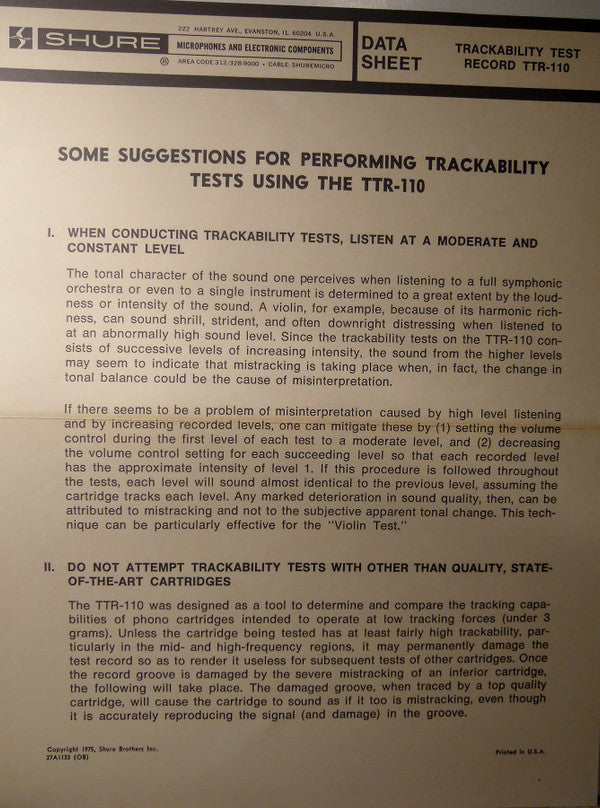 SHURE
®
222 HARTREY AVE., EVANSTON, IL. 60204 U.S.A.
MICROPHONES AND ELECTRONIC COMPONENTS
AREA CODE 312/328-9000 • CABLE: SHUREMICRO
DATA
SHEET
TRACKABILITY TEST
RECORD TTR-110
SOME SUGGESTIONS FOR PERFORMING TRACKABILITY
TESTS USING THE TTR-110
I. WHEN CONDUCTING TRACKABILITY TESTS, LISTEN AT A MODERATE AND
CONSTANT LEVEL
The tonal character of the sound one perceives when listening to a full symphonic
orchestra or even to a single instrument is determined to a great extent by the loud-
ness or intensity of the sound. A violin, for example, because of its harmonic rich-
ness, can sound shrill, strident, and often downright distressing when listened to
at an abnormally high sound level. Since the trackability tests on the TTR-110 con-
sists of successive levels of increasing intensity, the sound from the higher levels
may seem to indicate that mistracking is taking place when, in fact, the change in
tonal balance could be the cause of misinterpretation.
If there seems to be a problem of misinterpretation caused by high level listening
and by increasing recorded levels, one can mitigate these by (1) setting the volume
control during the first level of each test to a moderate level, and (2) decreasing
the volume control setting for each succeeding level so that each recorded level
has the approximate intensity of level 1. If this procedure is followed throughout
the tests, each level will sound almost identical to the previous level, assuming the
cartridge tracks each level. Any marked deterioration in sound quality, then, can be
attributed to mistracking and not to the subjective apparent tonal change. This tech-
nique can be particularly effective for the "Violin Test."
II. DO NOT ATTEMPT TRACKABILITY TESTS WITH OTHER THAN QUALITY, STATE-
OF-THE-ART CARTRIDGES
The TTR-110 was designed as a tool to determine and compare the tracking capa-
bilities of phono cartridges intended to operate at low tracking forces (under 3
grams). Unless the cartridge being tested has at least fairly high trackability, par-
ticularly in the mid- and high-frequency regions, it may permanently damage the
test record so as to render it useless for subsequent tests of other cartridges. Once
the record groove is damaged by the severe mistracking of an inferior cartridge,
the following will take place. The damaged groove, when traced by a top quality
cartridge, will cause the cartridge to sound as if it too is mistracking, even though
it is accurately reproducing the signal (and damage) in the groove.
Copyright 1975, Shure Brothers Inc.
27A1133 (OB)
Printed in U.S.A.